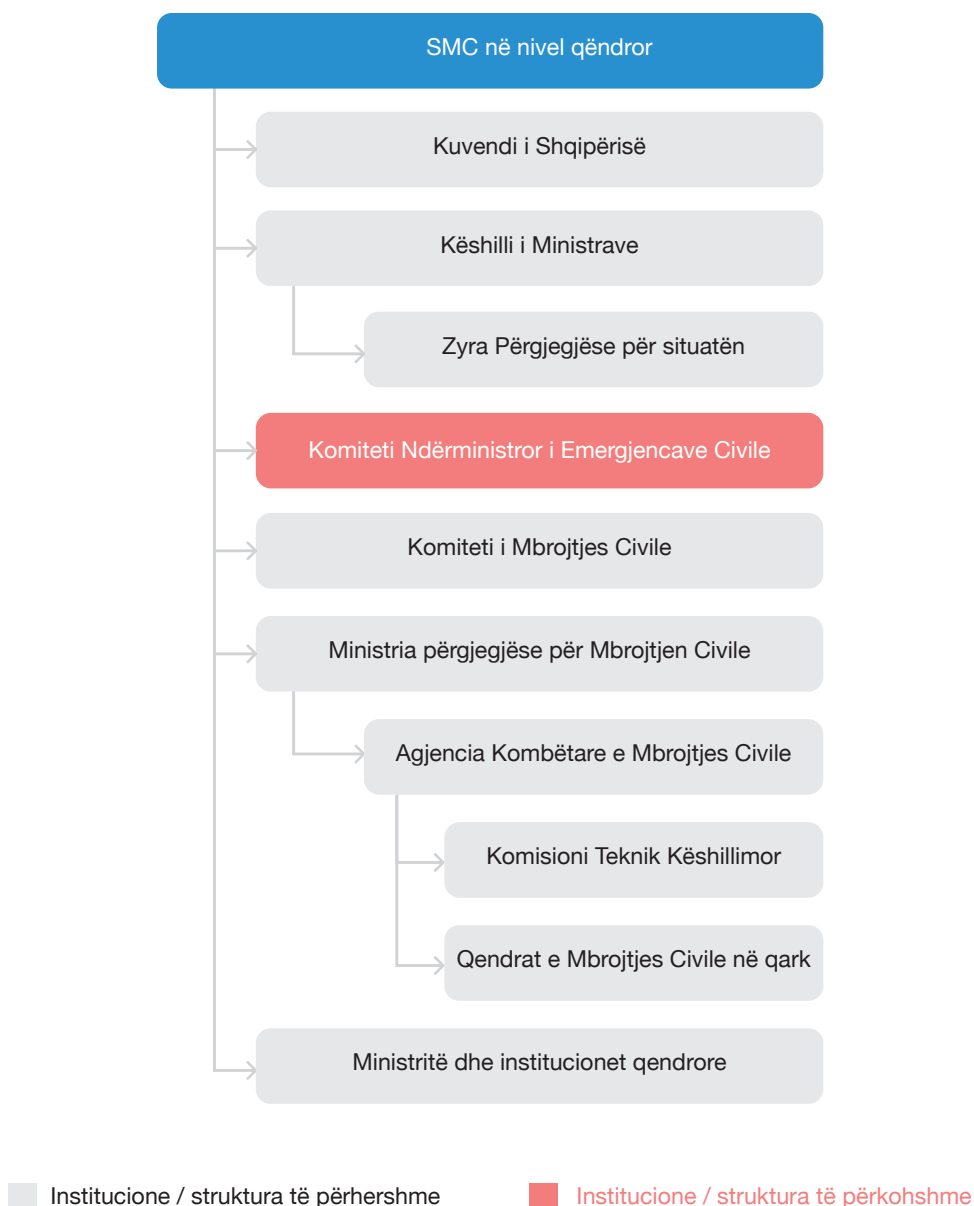 SMC në nivel qëndror
Kuvendi i Shqipërisë
Këshilli i Ministrave
Zyra Përgjegjëse për situatën
Komiteti Ndërministror i Emergjencave Civile
Komiteti i Mbrojtjes Civile
Ministria përgjegjëse për Mbrojtjen Civile
Agjencia Kombëtare e Mbrojtjes Civile
Komisioni Teknik Këshillimor
Qendrat e Mbrojtjes Civile në qark
Ministritë dhe institucionet qendrore
Institucione / struktura të përhershme
Institucione / struktura të përkohshme